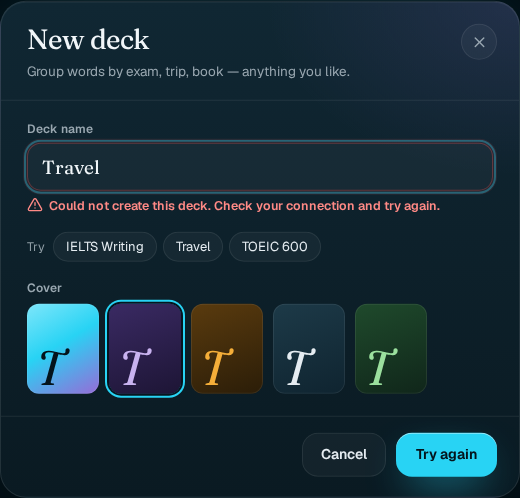 New deck
Group words by exam, trip, book — anything you like.
Deck name
Travel
Could not create this deck. Check your connection and try again.
Try IELTS Writing Travel TOEIC 600
Cover
T T T T T
Cancel Try again